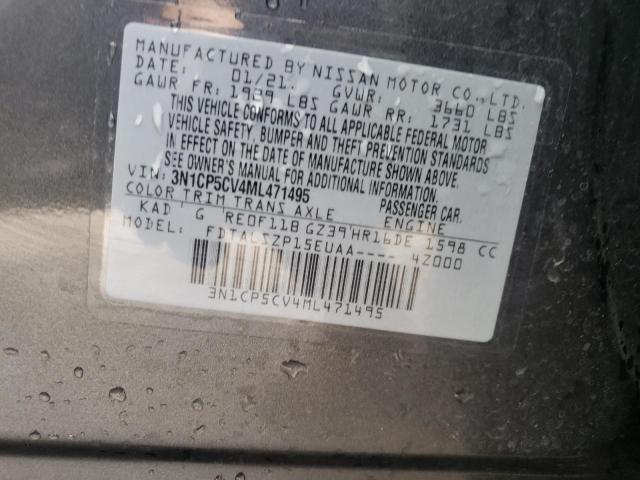 MANUFACTURED BY NISSAN MOTOR CO., LTD.
DATE: 01/21 GVWR: 3660 LBS
GAWR FR: 1989 LBS GAWR RR: 1731 LBS
THIS VEHICLE CONFORMS TO ALL APPLICABLE FEDERAL MOTOR
VEHICLE SAFETY, BUMPER AND THEFT PREVENTION STANDARDS
IN EFFECT ON THE DATE OF MANUFACTURE SHOWN ABOVE.
SEE OWNER'S MANUAL FOR ADDITIONAL INFORMATION.
VIN: 3N1CP5CV4ML471495 PASSENGER CAR.
COLOR TRIM TRANS AXLE ENGINE
KAD G RE0F11B GZ39 HR16DE 1598 CC
MODEL: FDTALSZP15EUAA---- 4Z000
3N1CP5CV4ML471495